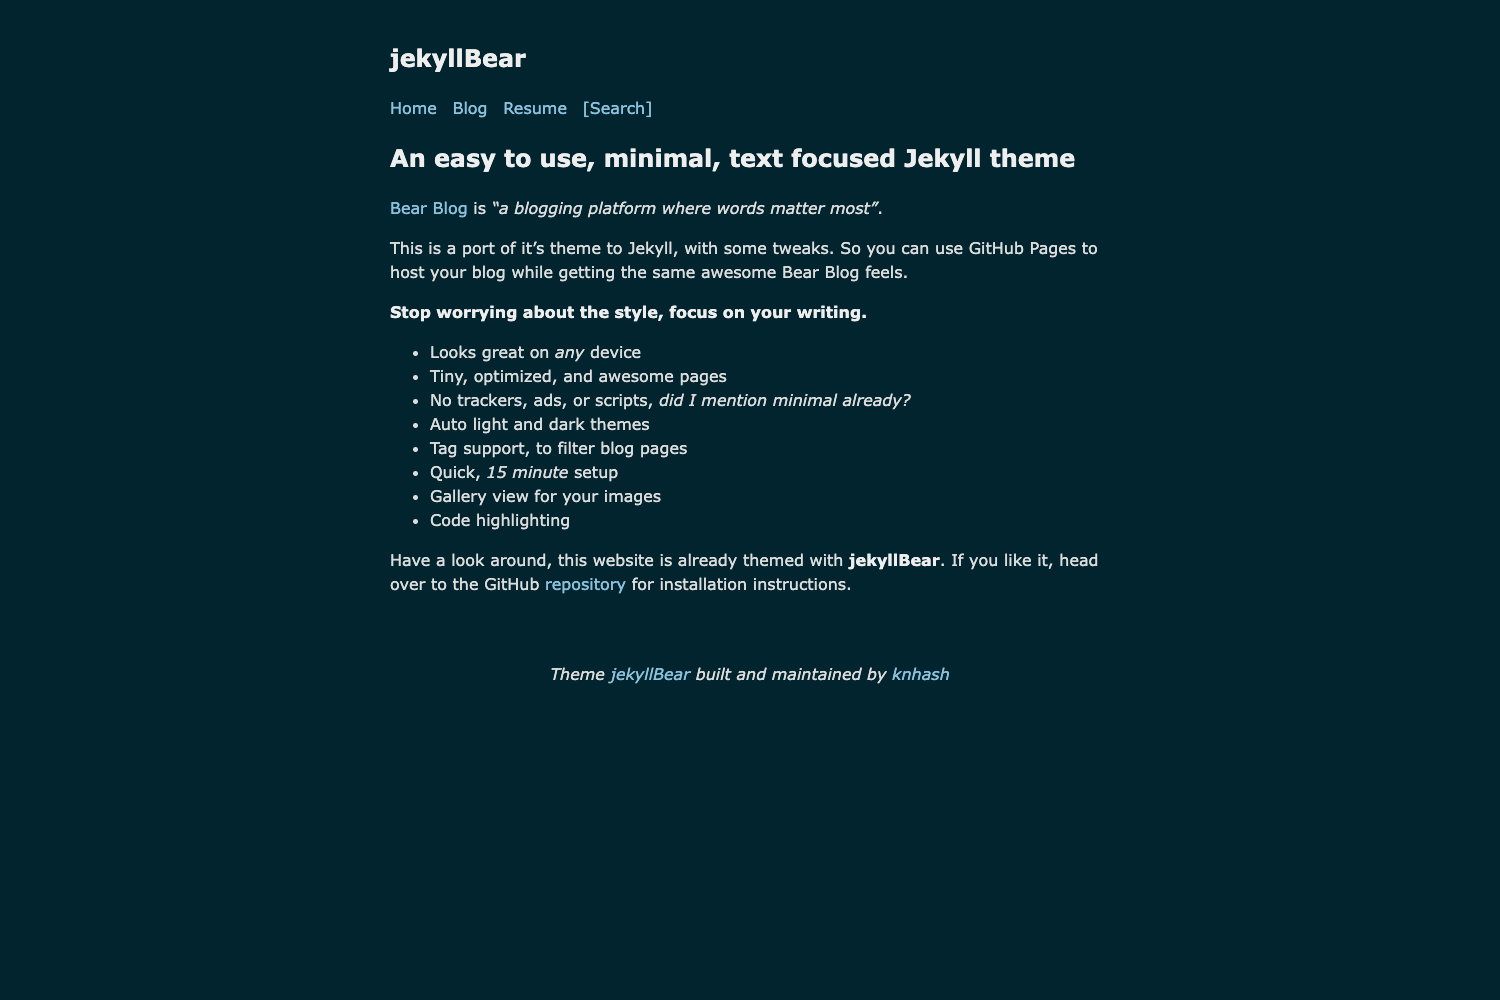 jekyllBear
Home Blog Resume [Search]
An easy to use, minimal, text focused Jekyll theme
Bear Blog is “a blogging platform where words matter most”.
This is a port of it’s theme to Jekyll, with some tweaks. So you can use GitHub Pages to
host your blog while getting the same awesome Bear Blog feels.
Stop worrying about the style, focus on your writing.
• Looks great on any device
• Tiny, optimized, and awesome pages
• No trackers, ads, or scripts, did I mention minimal already?
• Auto light and dark themes
• Tag support, to filter blog pages
• Quick, 15 minute setup
• Gallery view for your images
• Code highlighting
Have a look around, this website is already themed with jekyllBear. If you like it, head
over to the GitHub repository for installation instructions.
Theme jekyllBear built and maintained by knhash